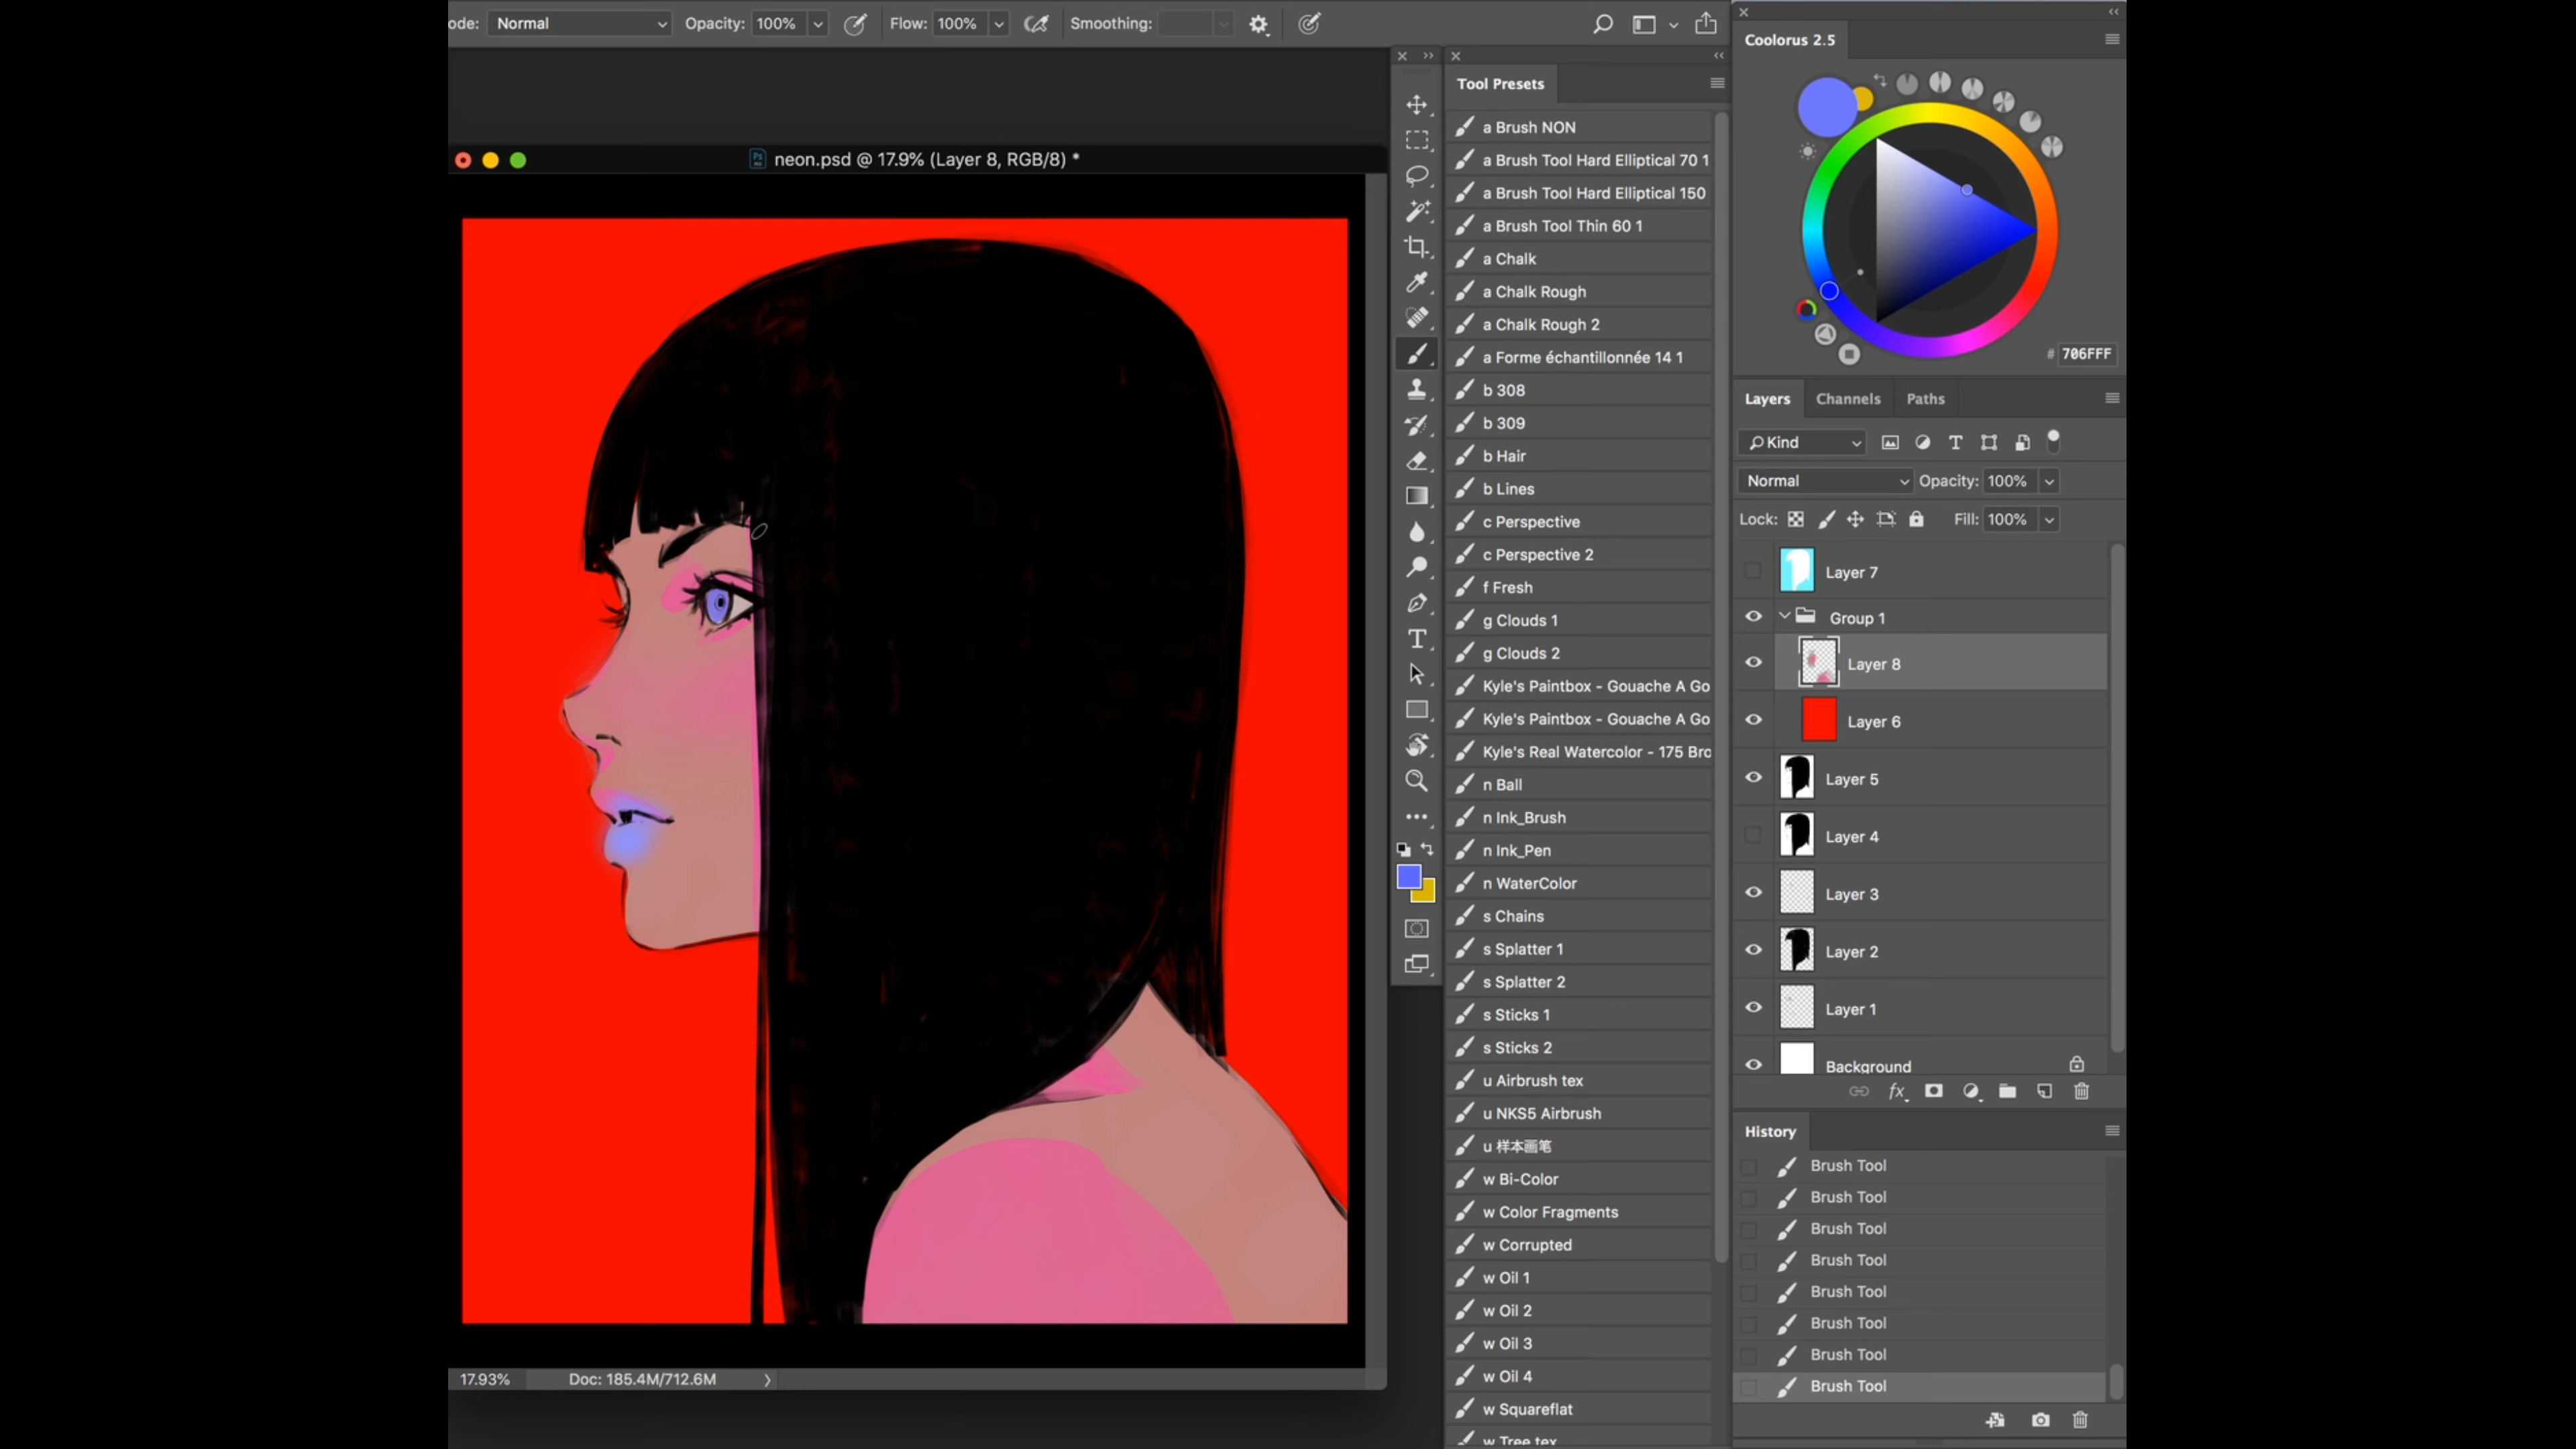 ode: Normal Opacity: 100% Flow: 100% Smoothing:
neon.psd @ 17.9% (Layer 8, RGB/8) *
17.93% Doc: 185.4M/712.6M
Tool Presets
a Brush NON
a Brush Tool Hard Elliptical 70 1
a Brush Tool Hard Elliptical 150
a Brush Tool Thin 60 1
a Chalk
a Chalk Rough
a Chalk Rough 2
a Forme échantillonnée 14 1
b 308
b 309
b Hair
b Lines
c Perspective
c Perspective 2
f Fresh
g Clouds 1
g Clouds 2
Kyle's Paintbox - Gouache A Go
Kyle's Paintbox - Gouache A Go
Kyle's Real Watercolor - 175 Bro
n Ball
n Ink_Brush
n Ink_Pen
n WaterColor
s Chains
s Splatter 1
s Splatter 2
s Sticks 1
s Sticks 2
u Airbrush tex
u NKS5 Airbrush
u 样本画笔
w Bi-Color
w Color Fragments
w Corrupted
w Oil 1
w Oil 2
w Oil 3
w Oil 4
w Squareflat
w Tree tex
Coolorus 2.5
# 706FFF
Layers Channels Paths
Kind
Normal Opacity: 100%
Lock: Fill: 100%
Layer 7
Group 1
Layer 8
Layer 6
Layer 5
Layer 4
Layer 3
Layer 2
Layer 1
Background
fx
History
Brush Tool
Brush Tool
Brush Tool
Brush Tool
Brush Tool
Brush Tool
Brush Tool
Brush Tool